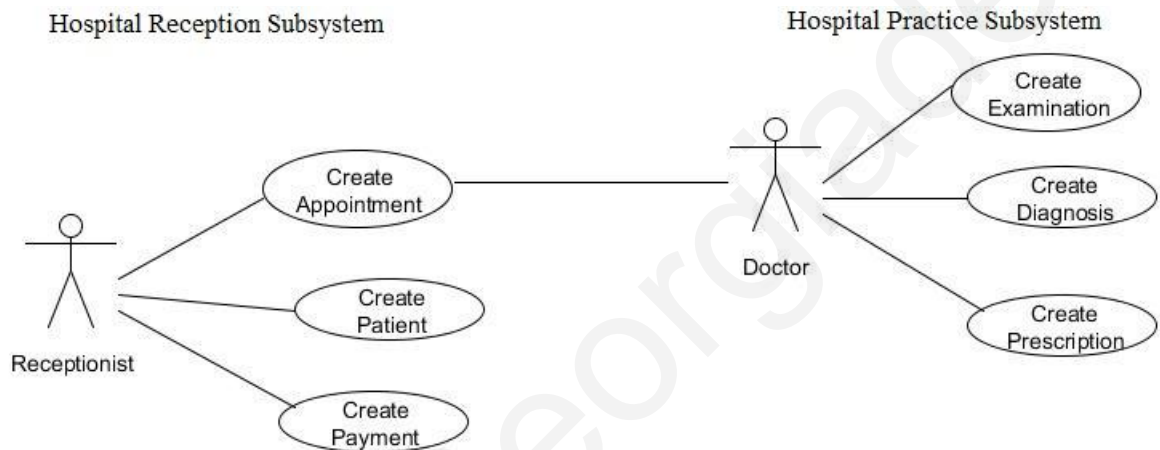 Hospital Reception Subsystem
Hospital Practice Subsystem
Create
Examination
Create
Appointment
Create
Diagnosis
Doctor
Create
Patient
Create
Prescription
Receptionist
Create
Payment